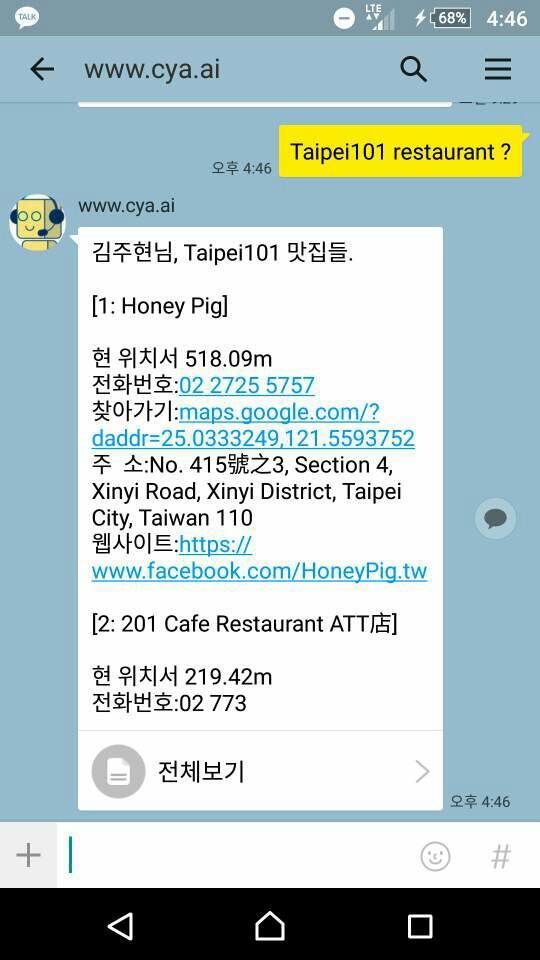 TALK
LTE
68%
4:46
www.cya.ai
Taipei101 restaurant ?
오후 4:46
www.cya.ai
김주현님, Taipei101 맛집들.
[1: Honey Pig]
현 위치서 518.09m
전화번호:02 2725 5757
찾아가기:maps.google.com/?
daddr=25.0333249,121.5593752
주  소:No. 415號之3, Section 4,
Xinyi Road, Xinyi District, Taipei
City, Taiwan 110
웹사이트:https://
www.facebook.com/HoneyPig.tw
[2: 201 Cafe Restaurant ATT店]
현 위치서 219.42m
전화번호:02 773
전체보기
오후 4:46
#